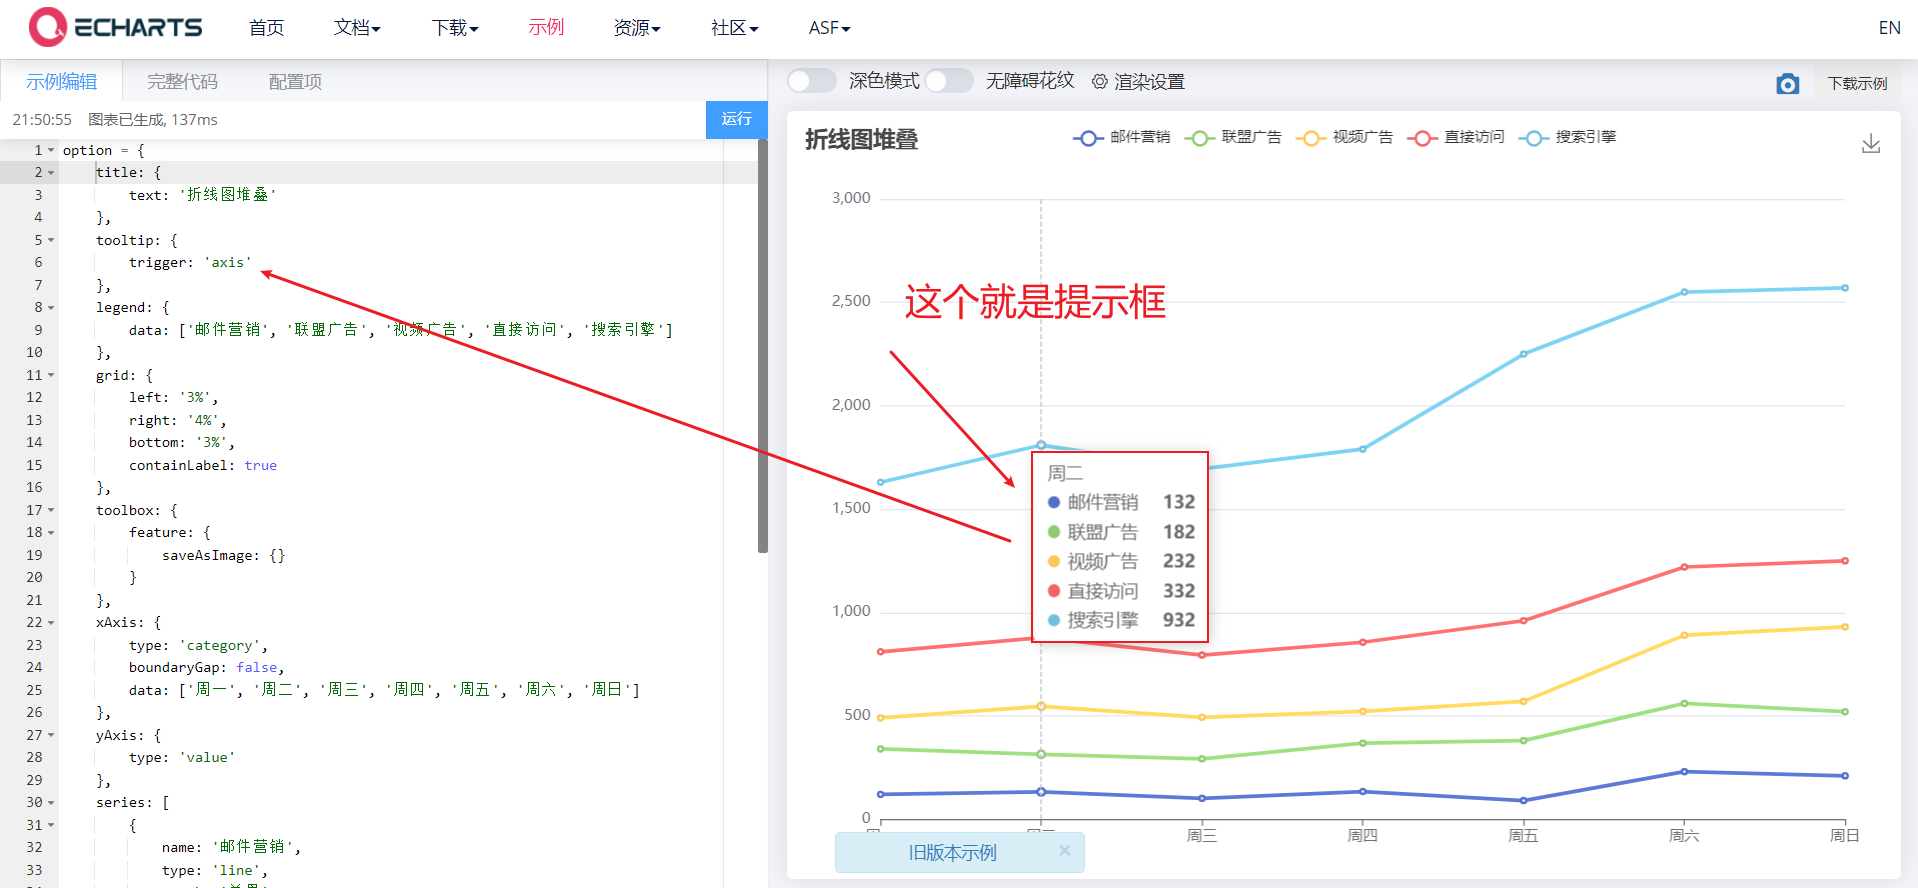 ECHARTS 首页 文档 下载 示例 资源 社区 ASF EN
示例编辑 完整代码 配置项
21:50:55 图表已生成, 137ms 运行
1 option = {
2 title: {
3 text: '折线图堆叠'
4 },
5 tooltip: {
6 trigger: 'axis'
7 },
8 legend: {
9 data: ['邮件营销', '联盟广告', '视频广告', '直接访问', '搜索引擎']
10 },
11 grid: {
12 left: '3%',
13 right: '4%',
14 bottom: '3%',
15 containLabel: true
16 },
17 toolbox: {
18 feature: {
19 saveAsImage: {}
20 }
21 },
22 xAxis: {
23 type: 'category',
24 boundaryGap: false,
25 data: ['周一', '周二', '周三', '周四', '周五', '周六', '周日']
26 },
27 yAxis: {
28 type: 'value'
29 },
30 series: [
31 {
32 name: '邮件营销',
33 type: 'line',
深色模式 无障碍花纹 渲染设置 下载示例
折线图堆叠 邮件营销 联盟广告 视频广告 直接访问 搜索引擎
3,000
2,500
2,000
1,500
1,000
500
0
这个就是提示框
周二
邮件营销 132
联盟广告 182
视频广告 232
直接访问 332
搜索引擎 932
周三 周四 周五 周六 周日
旧版本示例 ×